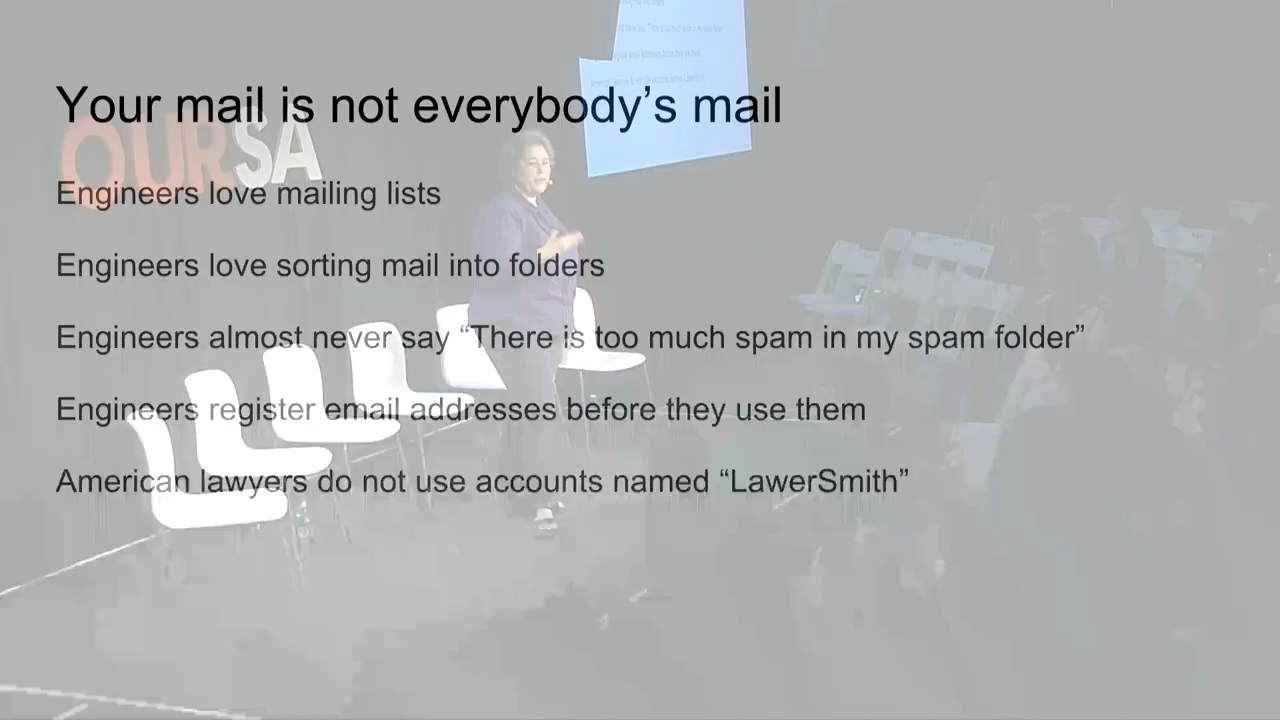 Your mail is not everybody’s mail
OURSA
Engineers love mailing lists
Engineers love sorting mail into folders
Engineers almost never say “There is too much spam in my spam folder”
Engineers register email addresses before they use them
American lawyers do not use accounts named “LawerSmith”